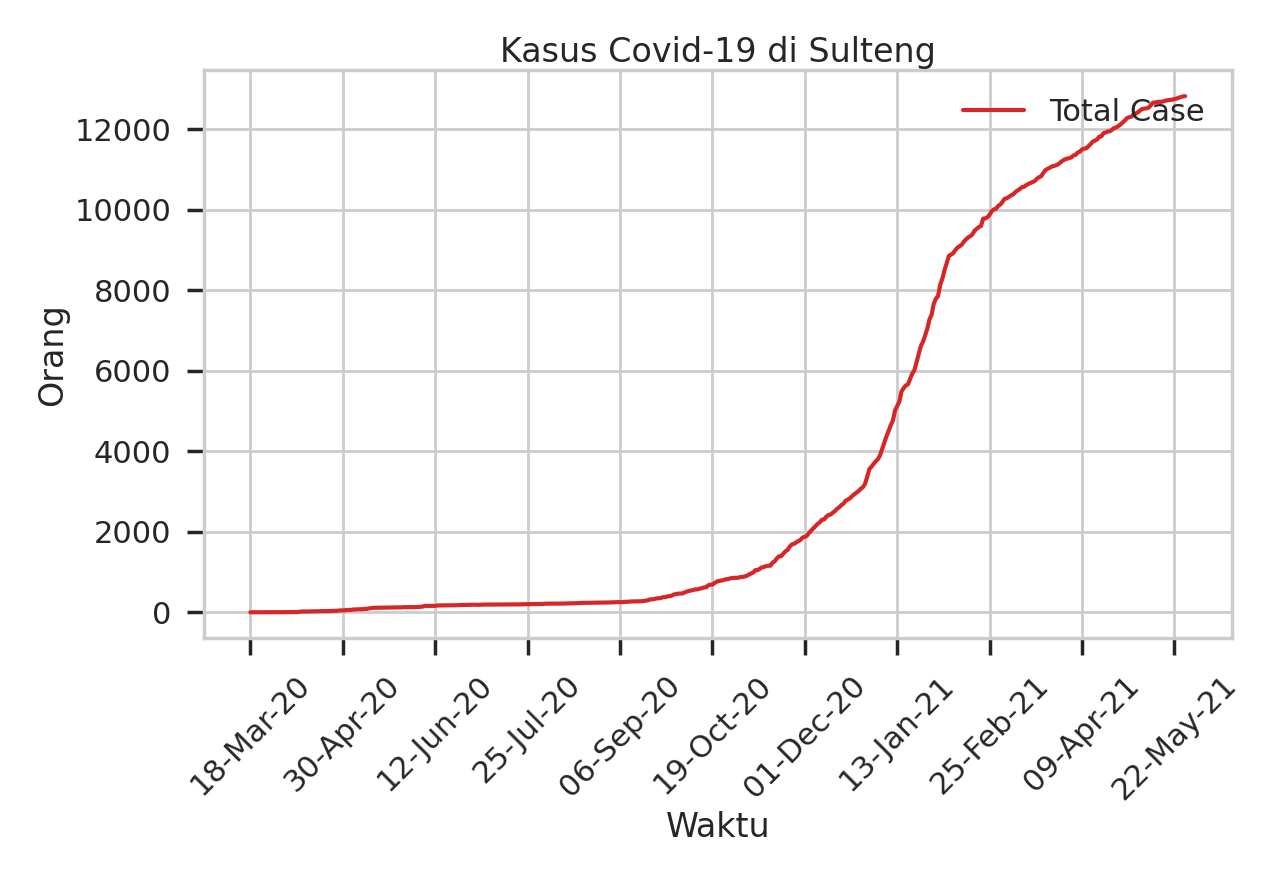 Kasus Covid-19 di Sulteng
Total Case
12000
10000
8000
6000
4000
2000
0
Orang
18-Mar-20
30-Apr-20
12-Jun-20
25-Jul-20
06-Sep-20
19-Oct-20
01-Dec-20
13-Jan-21
25-Feb-21
09-Apr-21
22-May-21
Waktu